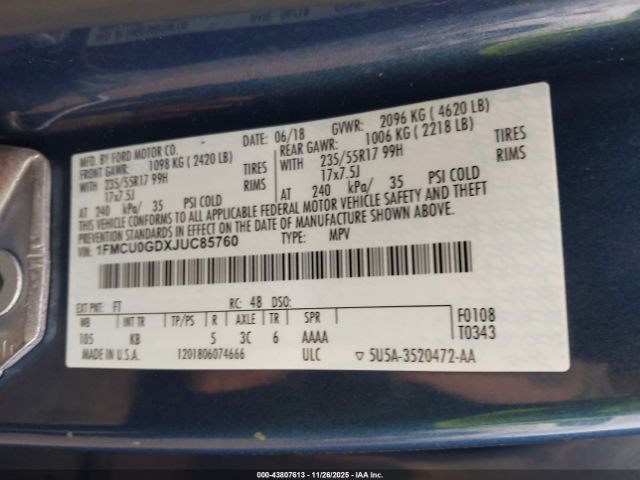 MFD. BY FORD MOTOR CO.
DATE: 06/18
GVWR: 2096 KG ( 4620 LB)
FRONT GAWR: 1098 KG ( 2420 LB)
REAR GAWR: 1006 KG ( 2218 LB)
WITH 235/55R17 99H TIRES
WITH 235/55R17 99H TIRES
17x7.5J RIMS
17x7.5J RIMS
AT 240 kPa/ 35 PSI COLD
AT 240 kPa/ 35 PSI COLD
THIS VEHICLE CONFORMS TO ALL APPLICABLE FEDERAL MOTOR VEHICLE SAFETY AND THEFT
PREVENTION STANDARDS IN EFFECT ON THE DATE OF MANUFACTURE SHOWN ABOVE.
VIN: 1FMCU0GDXJUC85760 TYPE: MPV
EXT PNT: FT RC: 48 DSO:
WB INT TR TP/PS R AXLE TR SPR
105 KB 5 3C 6 AAAA
F0108
T0343
MADE IN U.S.A. 1201806074666 ULC ▽ 5U5A-3520472-AA
000-43807613 - 11/26/2025 - IAA Inc.